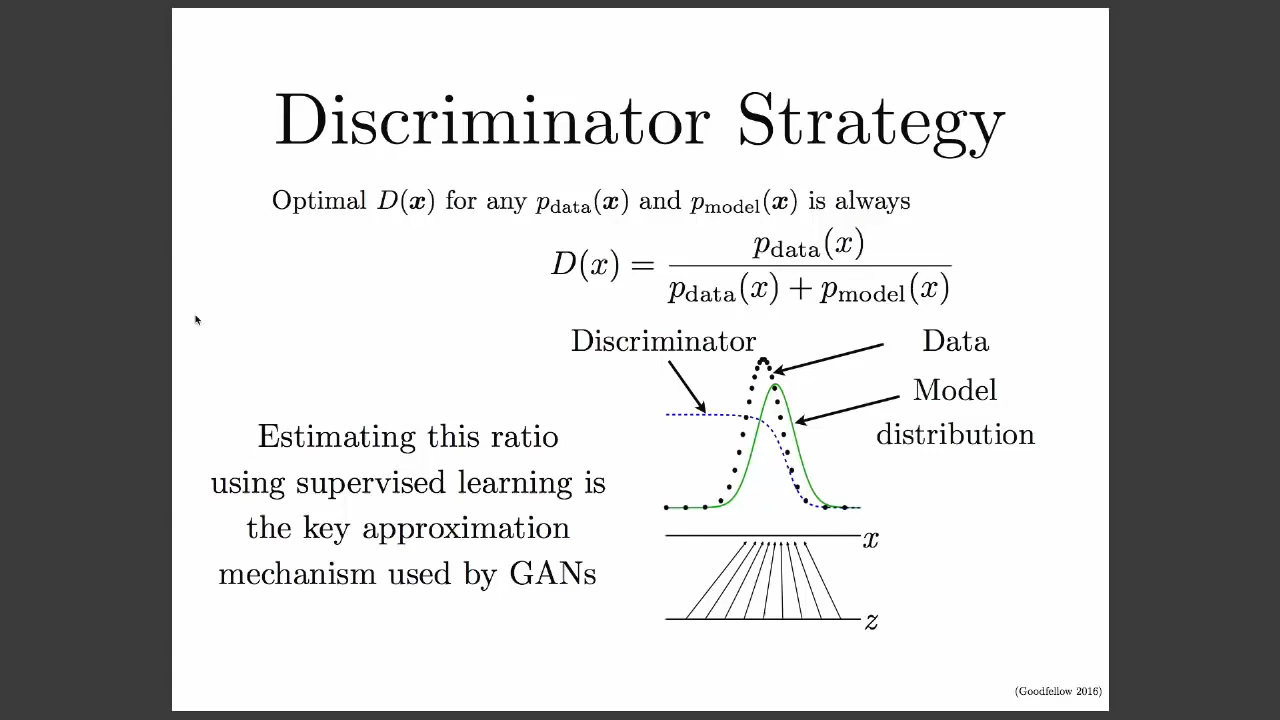 Discriminator Strategy
Optimal D(x) for any p_data(x) and p_model(x) is always
D(x) = p_data(x) / (p_data(x) + p_model(x))
Discriminator
Data
Model
distribution
Estimating this ratio
using supervised learning is
the key approximation
mechanism used by GANs
x
z
(Goodfellow 2016)